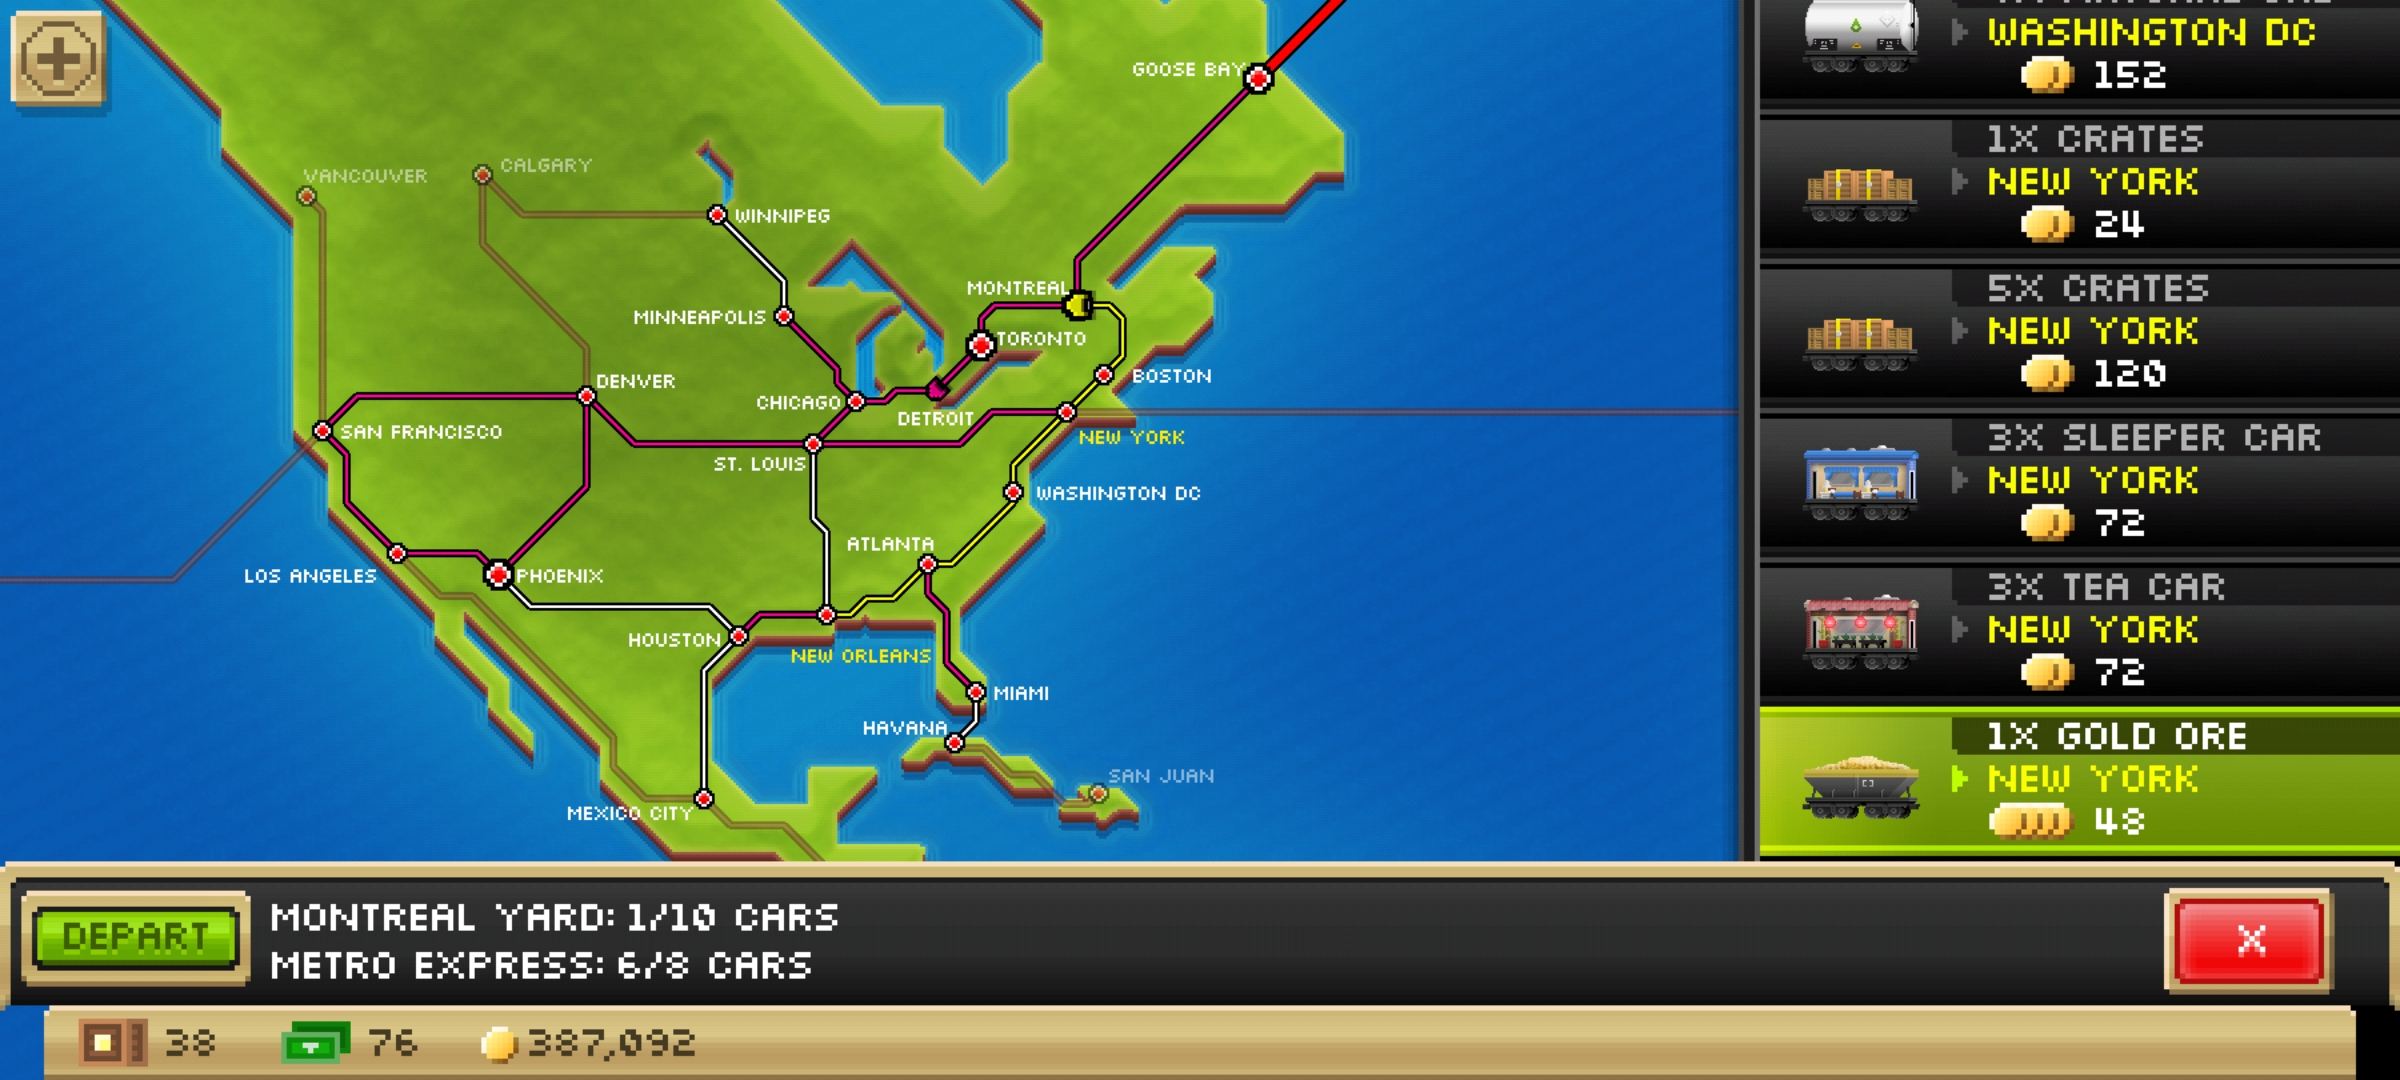 WASHINGTON DC
152
1X CRATES
NEW YORK
24
5X CRATES
NEW YORK
120
3X SLEEPER CAR
NEW YORK
72
3X TEA CAR
NEW YORK
72
1X GOLD ORE
NEW YORK
48
GOOSE BAY
VANCOUVER
CALGARY
WINNIPEG
MONTREAL
MINNEAPOLIS
TORONTO
DENVER
BOSTON
CHICAGO
DETROIT
SAN FRANCISCO
NEW YORK
ST. LOUIS
WASHINGTON DC
ATLANTA
LOS ANGELES
PHOENIX
HOUSTON
NEW ORLEANS
MIAMI
HAVANA
SAN JUAN
MEXICO CITY
DEPART
MONTREAL YARD: 1/10 CARS
METRO EXPRESS: 6/8 CARS
X
38
76
387,092